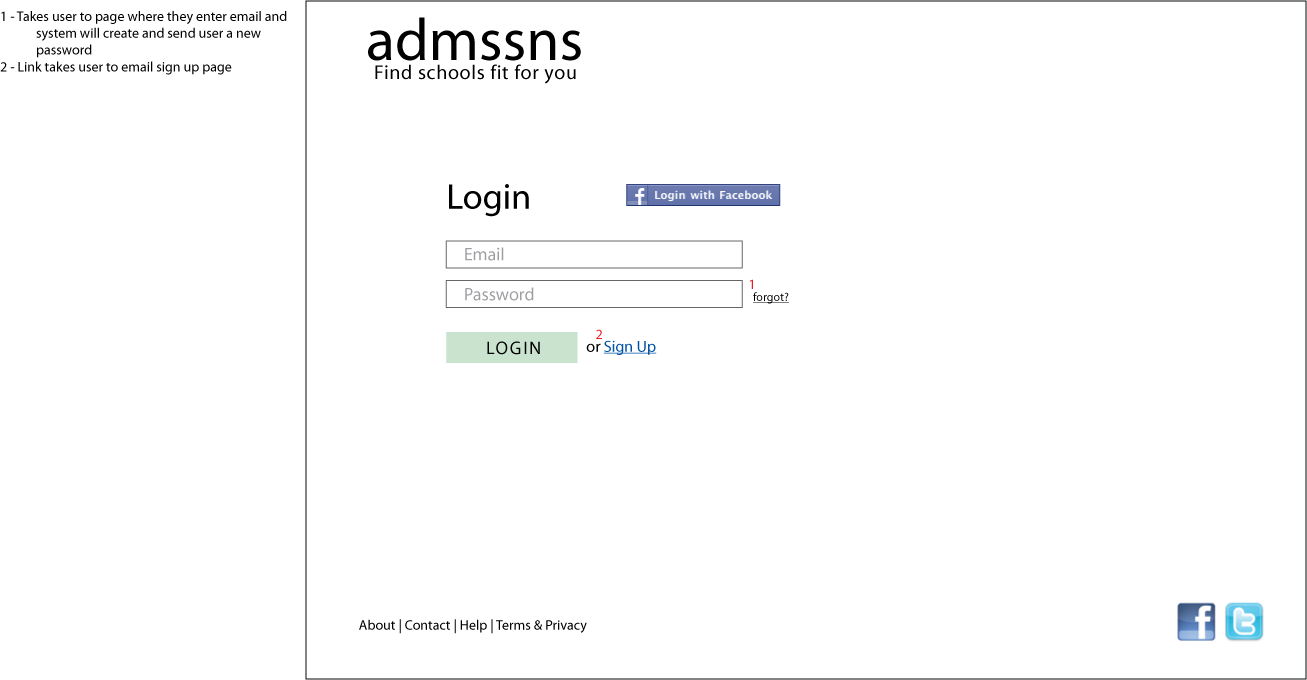 1 - Takes user to page where they enter email and
system will create and send user a new
password
2 - Link takes user to email sign up page
admssns
Find schools fit for you
Login
f Login with Facebook
Email
Password
1
forgot?
LOGIN
2
or Sign Up
About | Contact | Help | Terms & Privacy
f t